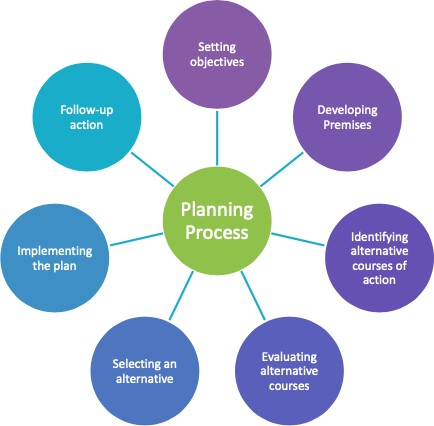 Setting
objectives
Developing
Premises
Identifying
alternative
courses of
action
Evaluating
alternative
courses
Selecting an
alternative
Implementing
the plan
Follow-up
action
Planning
Process